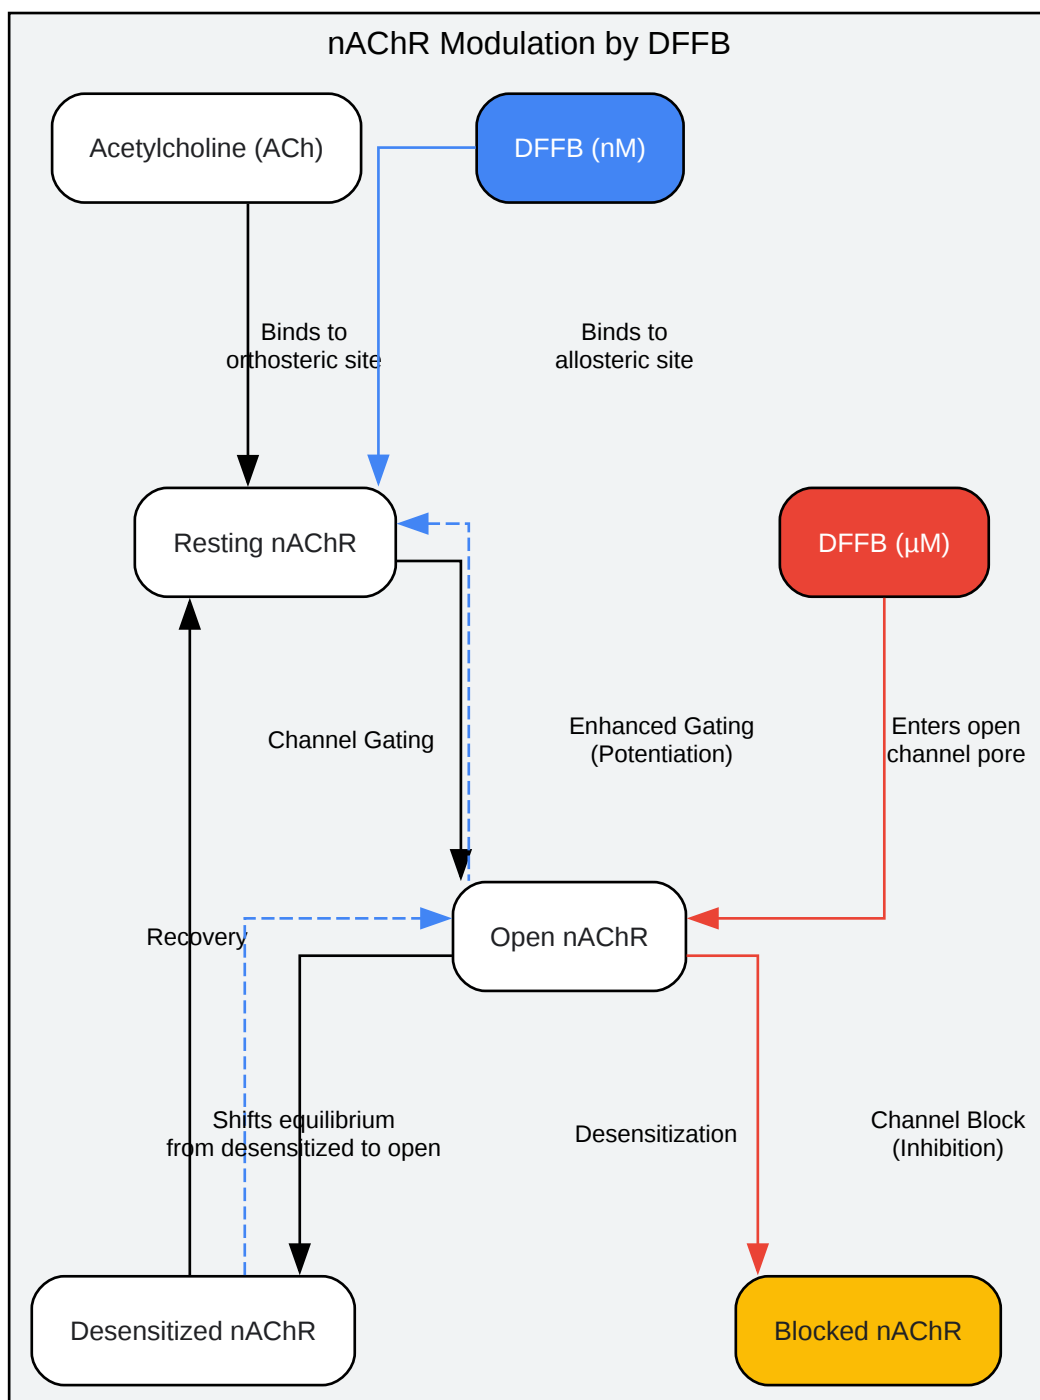 nAChR Modulation by DFFB
Acetylcholine (ACh)
DFFB (nM)
Binds to
orthosteric site
Binds to
allosteric site
Resting nAChR
DFFB (µM)
Channel Gating
Enhanced Gating
(Potentiation)
Enters open
channel pore
Recovery
Open nAChR
Shifts equilibrium
from desensitized to open
Desensitization
Channel Block
(Inhibition)
Desensitized nAChR
Blocked nAChR